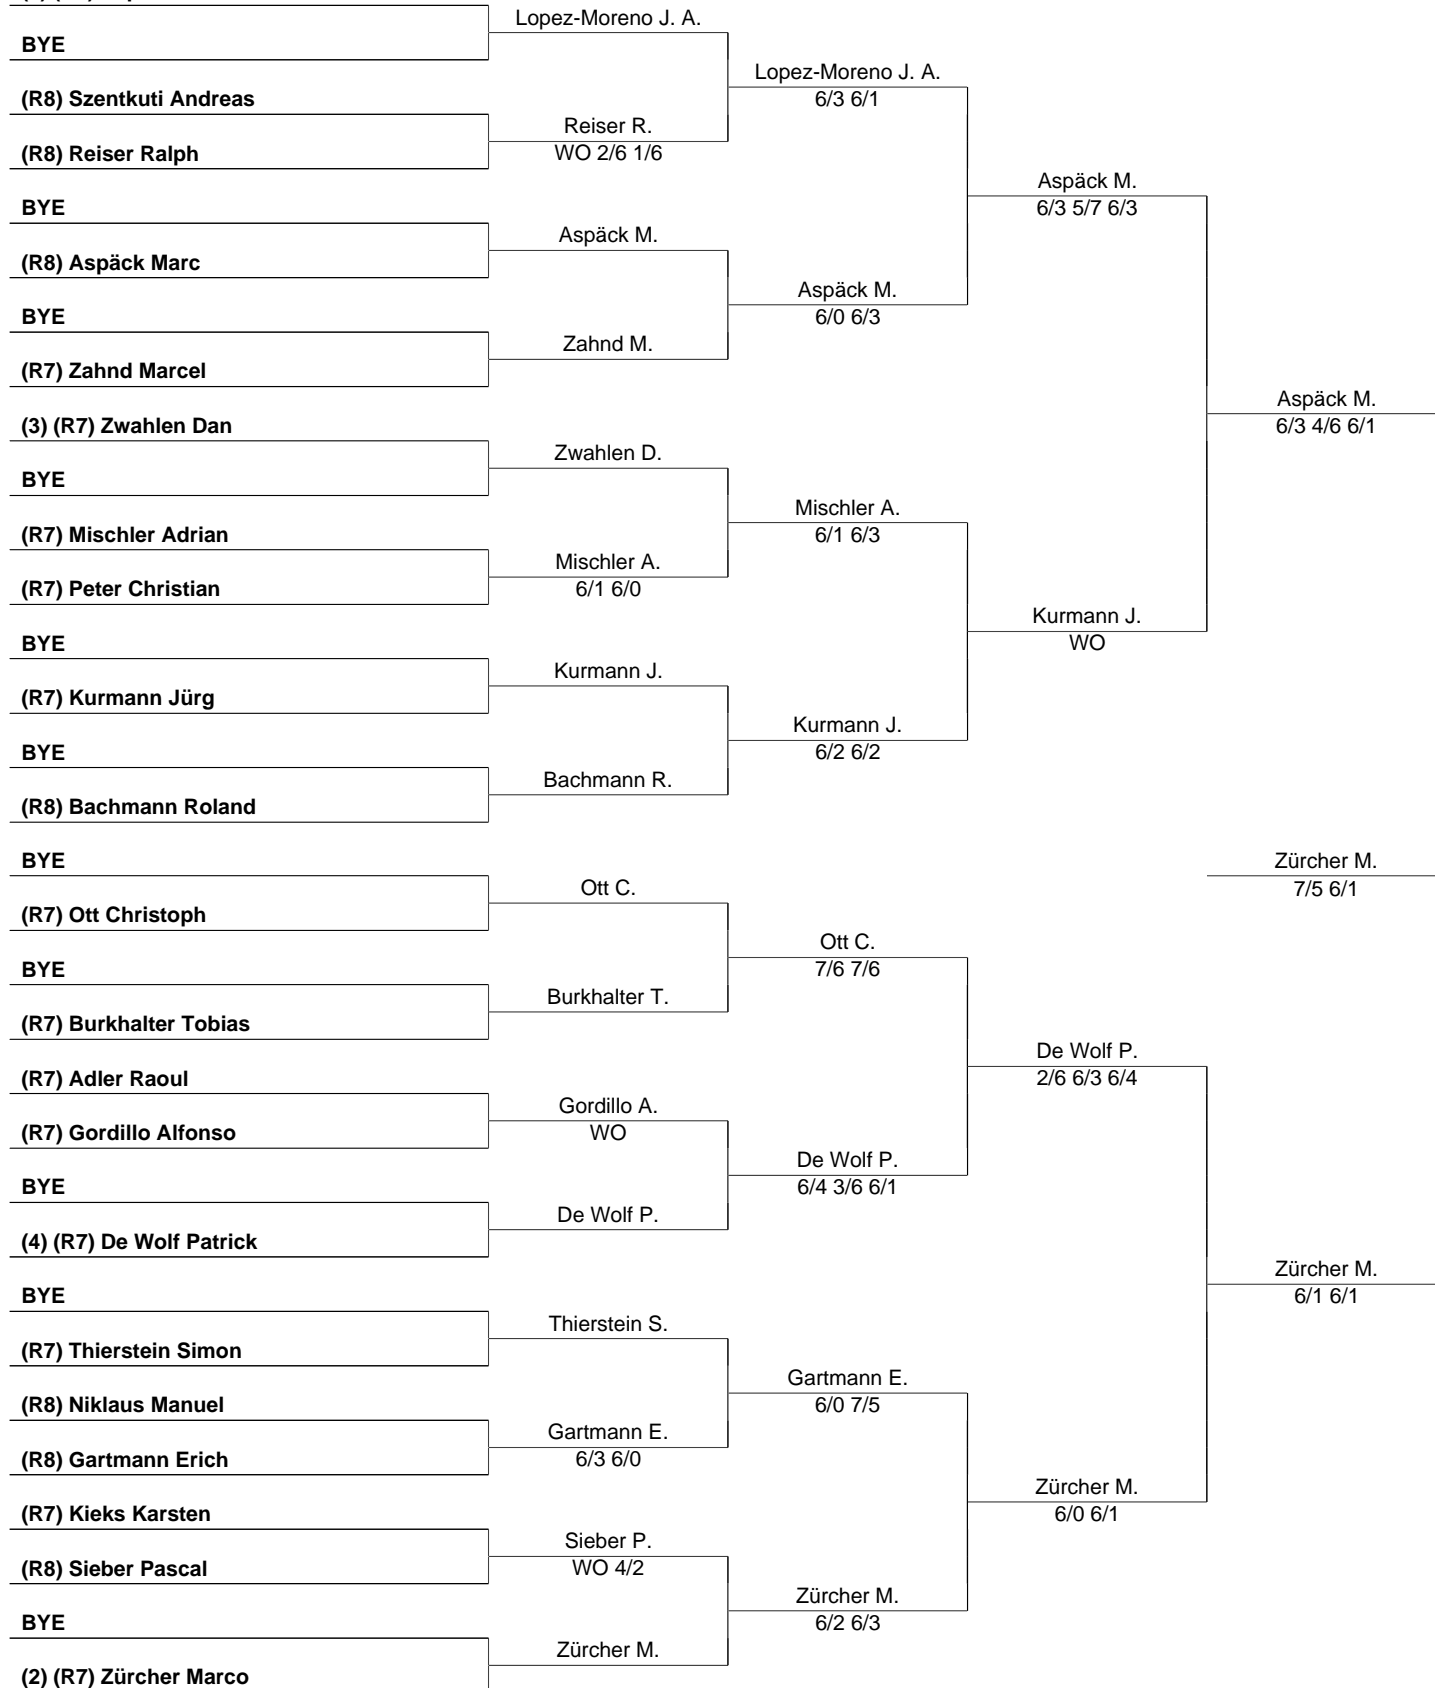 BYE
(R8) Szentkuti Andreas
(R8) Reiser Ralph
BYE
(R8) Aspäck Marc
BYE
(R7) Zahnd Marcel
(3) (R7) Zwahlen Dan
BYE
(R7) Mischler Adrian
(R7) Peter Christian
BYE
(R7) Kurmann Jürg
BYE
(R8) Bachmann Roland
BYE
(R7) Ott Christoph
BYE
(R7) Burkhalter Tobias
(R7) Adler Raoul
(R7) Gordillo Alfonso
BYE
(4) (R7) De Wolf Patrick
BYE
(R7) Thierstein Simon
(R8) Niklaus Manuel
(R8) Gartmann Erich
(R7) Kieks Karsten
(R8) Sieber Pascal
BYE
(2) (R7) Zürcher Marco
Lopez-Moreno J. A.
Reiser R.
WO 2/6 1/6
Aspäck M.
Zahnd M.
Zwahlen D.
Mischler A.
6/1 6/0
Kurmann J.
Bachmann R.
Ott C.
Burkhalter T.
Gordillo A.
WO
De Wolf P.
Thierstein S.
Gartmann E.
6/3 6/0
Sieber P.
WO 4/2
Zürcher M.
Lopez-Moreno J. A.
6/3 6/1
Aspäck M.
6/0 6/3
Mischler A.
6/1 6/3
Kurmann J.
6/2 6/2
Ott C.
7/6 7/6
De Wolf P.
6/4 3/6 6/1
Gartmann E.
6/0 7/5
Zürcher M.
6/2 6/3
Aspäck M.
6/3 5/7 6/3
Kurmann J.
WO
De Wolf P.
2/6 6/3 6/4
Zürcher M.
6/0 6/1
Aspäck M.
6/3 4/6 6/1
Zürcher M.
7/5 6/1
Zürcher M.
6/1 6/1